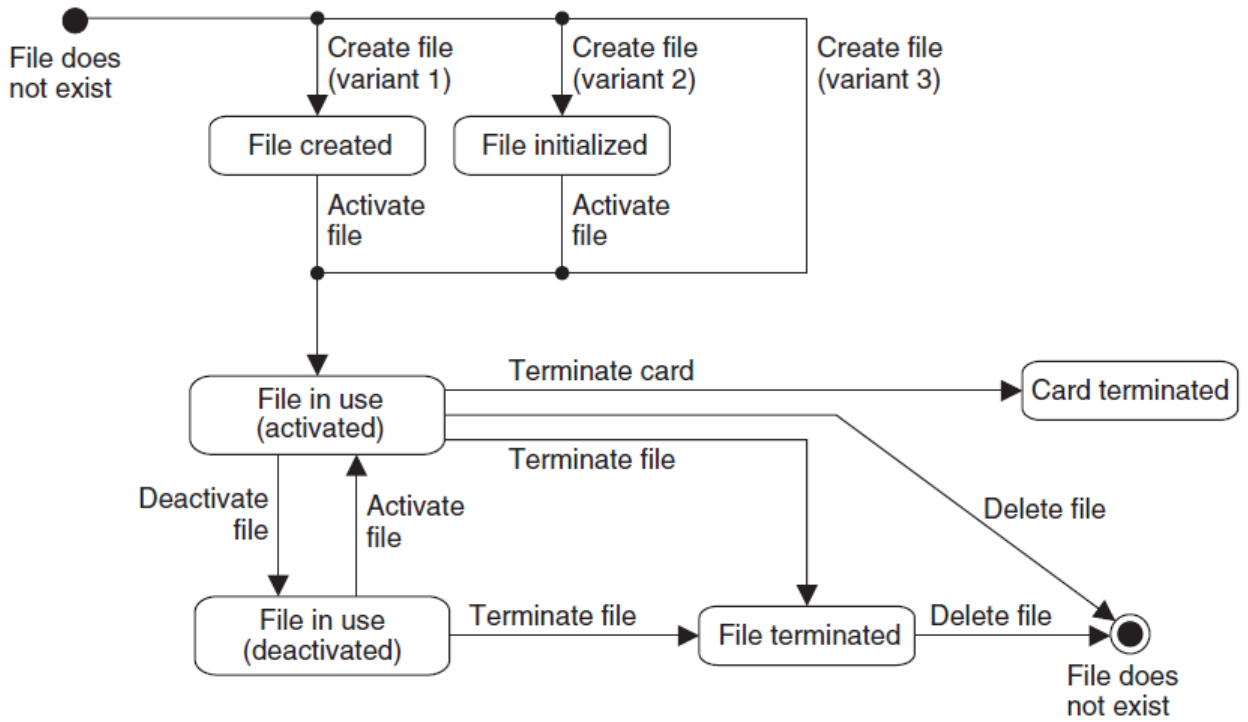 File does
not exist
Create file
(variant 1)
Create file
(variant 2)
Create file
(variant 3)
File created
File initialized
Activate
file
Activate
file
File in use
(activated)
Terminate card
Card terminated
Terminate file
Deactivate
file
Activate
file
Delete file
File in use
(deactivated)
Terminate file
File terminated
Delete file
File does
not exist